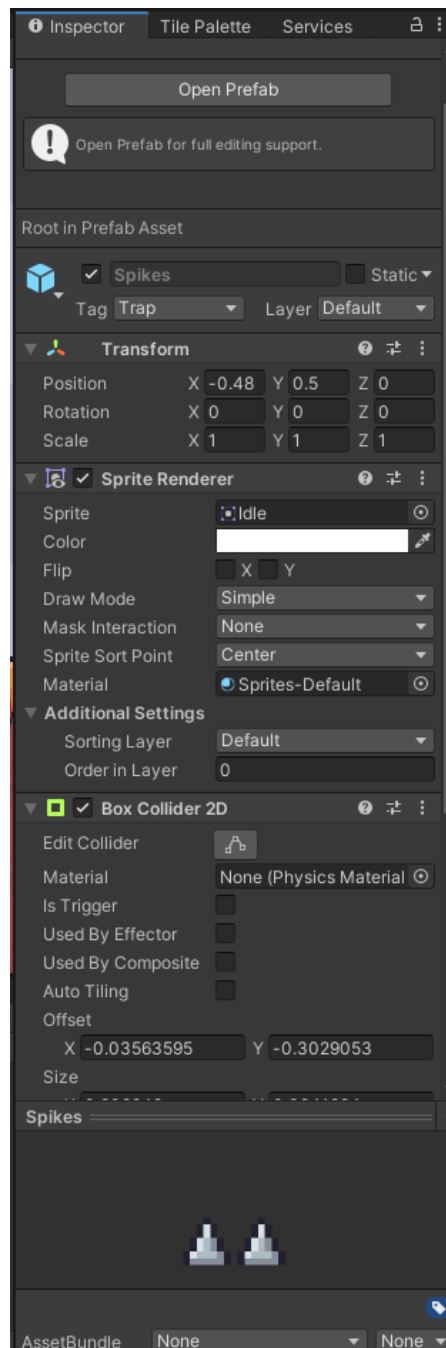 Inspector Tile Palette Services
Open Prefab
Open Prefab for full editing support.
Root in Prefab Asset
Spikes Static
Tag Trap Layer Default
Transform
Position X -0.48 Y 0.5 Z 0
Rotation X 0 Y 0 Z 0
Scale X 1 Y 1 Z 1
Sprite Renderer
Sprite Idle
Color
Flip X Y
Draw Mode Simple
Mask Interaction None
Sprite Sort Point Center
Material Sprites-Default
Additional Settings
Sorting Layer Default
Order in Layer 0
Box Collider 2D
Edit Collider
Material None (Physics Material
Is Trigger
Used By Effector
Used By Composite
Auto Tiling
Offset
X -0.03563595 Y -0.3029053
Size
Spikes
AssetBundle None None